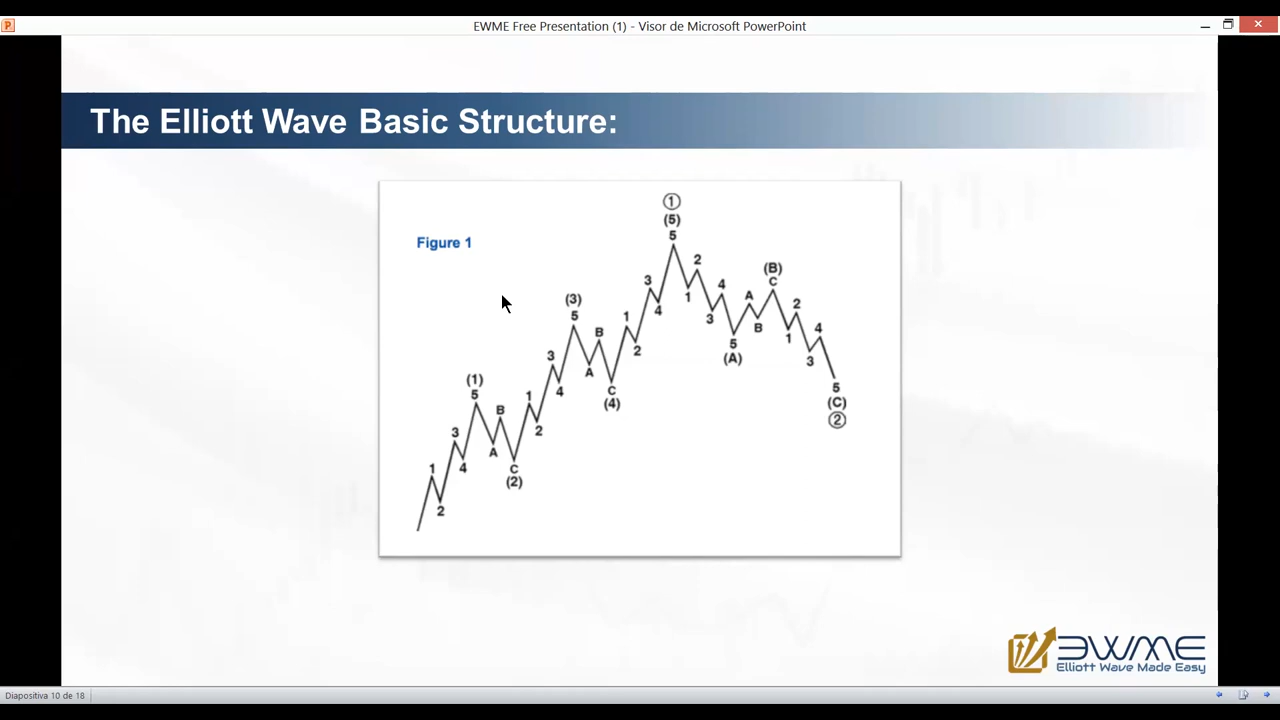 EWME Free Presentation (1) - Visor de Microsoft PowerPoint
The Elliott Wave Basic Structure:
Figure 1
①
(5)
5
2
(B)
C
3
4
1
4
A
2
(3)
5
1
3
B
1
4
B
2
5
(A)
3
A
(1)
5
3
4
C
(4)
1
5
(C)
②
B
2
3
A
4
1
C
(2)
2
EWME
Elliott Wave Made Easy
Diapositiva 10 de 18